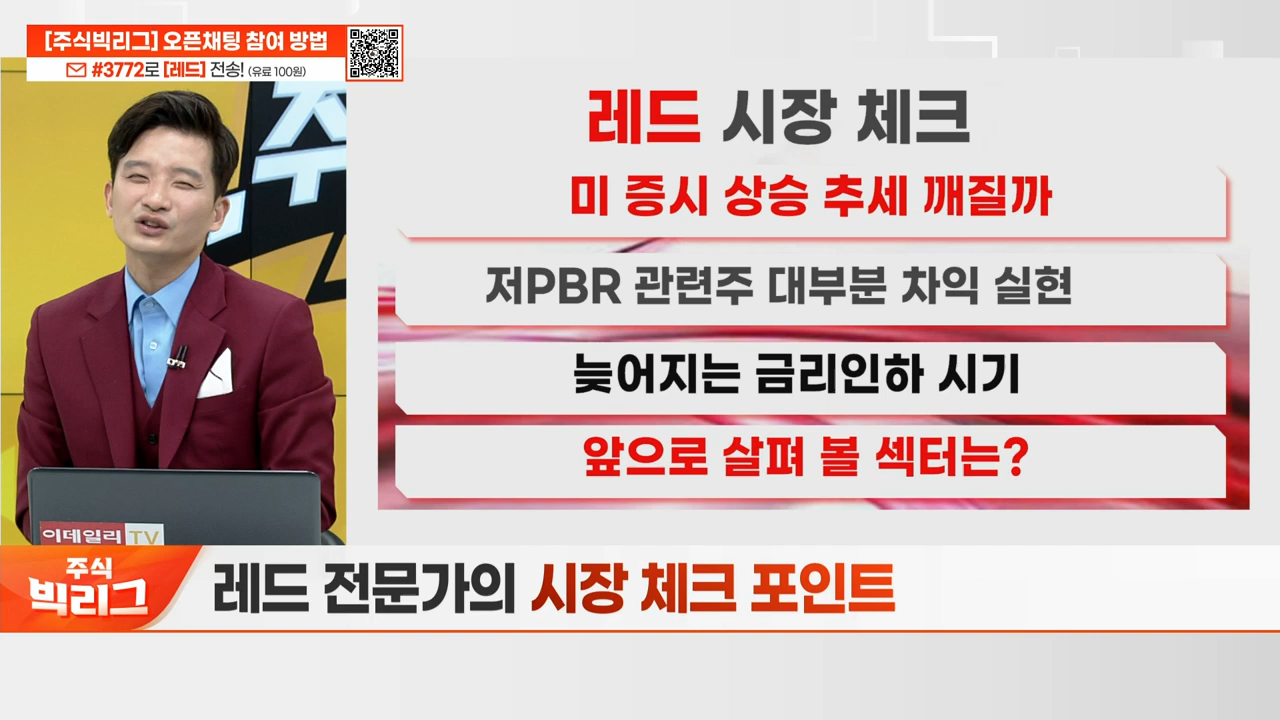 [주식빅리그] 오픈채팅 참여 방법
#3772로 [레드] 전송! (유료 100원)
레드 시장 체크
미 증시 상승 추세 깨질까
저PBR 관련주 대부분 차익 실현
늦어지는 금리인하 시기
앞으로 살펴 볼 섹터는?
이데일리 TV
주식
빅리그
레드 전문가의 시장 체크 포인트